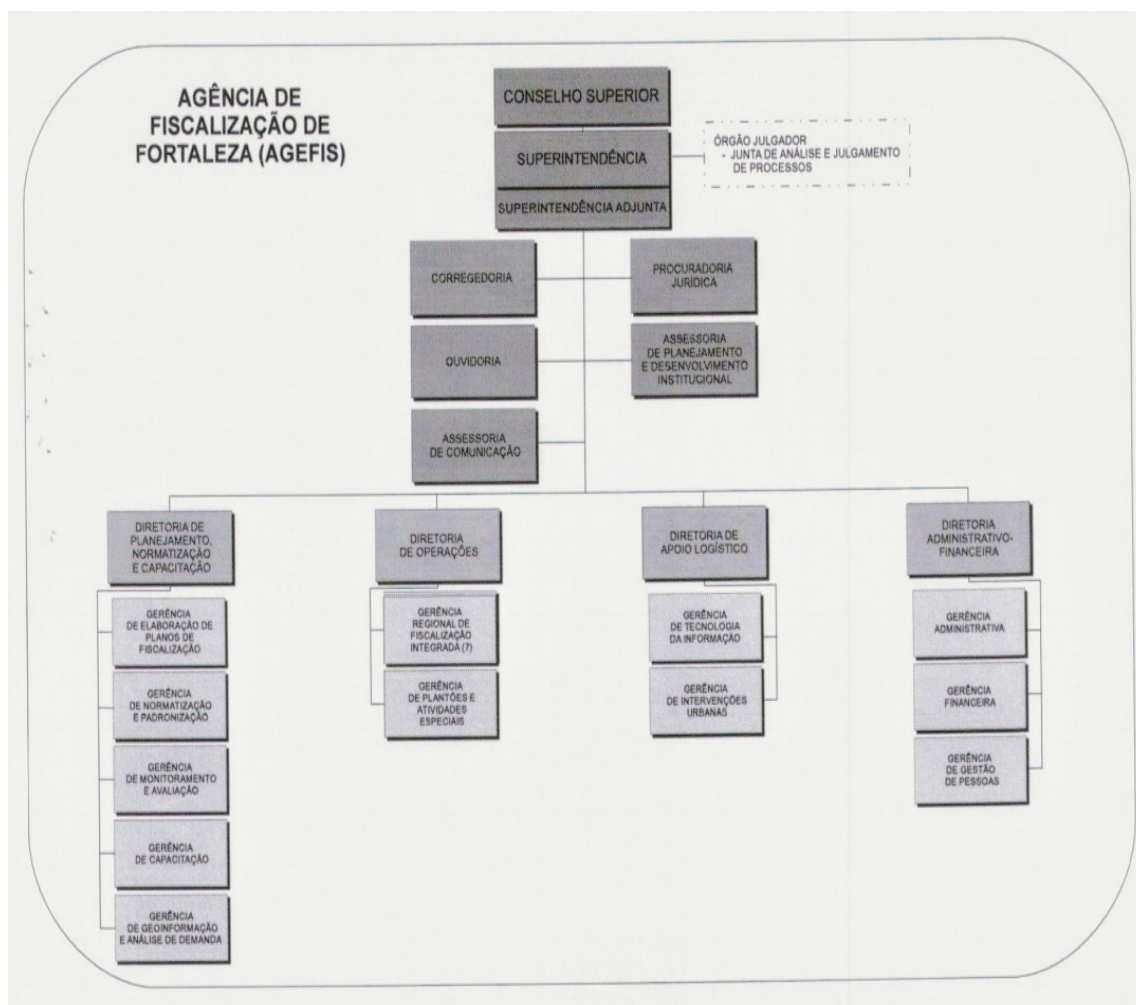 AGÊNCIA DE
FISCALIZAÇÃO DE
FORTALEZA (AGEFIS)
CONSELHO SUPERIOR
SUPERINTENDÊNCIA
SUPERINTENDÊNCIA ADJUNTA
ÓRGÃO JULGADOR
- JUNTA DE ANÁLISE E JULGAMENTO
DE PROCESSOS
CORREGEDORIA
PROCURADORIA
JURÍDICA
OUVIDORIA
ASSESSORIA
DE PLANEJAMENTO
E DESENVOLVIMENTO
INSTITUCIONAL
ASSESSORIA
DE COMUNICAÇÃO
DIRETORIA DE
PLANEJAMENTO,
NORMATIZAÇÃO
E CAPACITAÇÃO
GERÊNCIA
DE ELABORAÇÃO DE
PLANOS DE
FISCALIZAÇÃO
GERÊNCIA
DE NORMATIZAÇÃO
E PADRONIZAÇÃO
GERÊNCIA
DE MONITORAMENTO
E AVALIAÇÃO
GERÊNCIA
DE CAPACITAÇÃO
GERÊNCIA
DE GEOINFORMAÇÃO
E ANÁLISE DE DEMANDA
DIRETORIA
DE OPERAÇÕES
GERÊNCIA
REGIONAL DE
FISCALIZAÇÃO
INTEGRADA (7)
GERÊNCIA
DE PLANTÕES E
ATIVIDADES
ESPECIAIS
DIRETORIA DE
APOIO LOGÍSTICO
GERÊNCIA
DE TECNOLOGIA
DA INFORMAÇÃO
GERÊNCIA
DE INTERVENÇÕES
URBANAS
DIRETORIA
ADMINISTRATIVO-
FINANCEIRA
GERÊNCIA
ADMINISTRATIVA
GERÊNCIA
FINANCEIRA
GERÊNCIA
DE GESTÃO
DE PESSOAS